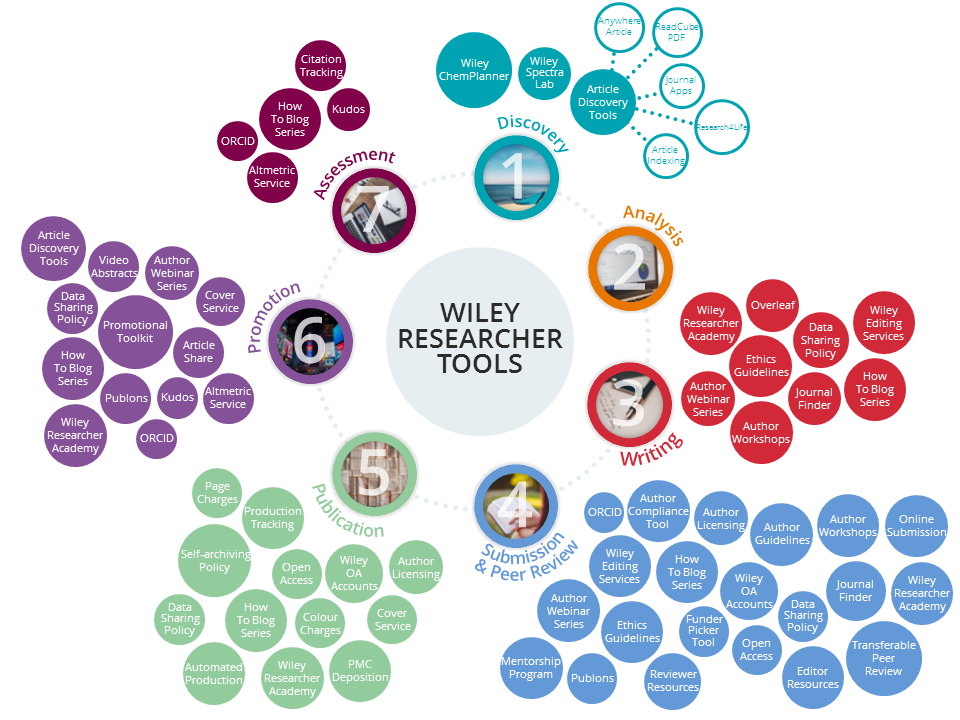 WILEY
RESEARCHER
TOOLS
1
Discovery
Wiley
ChemPlanner
Wiley
Spectra
Lab
Article
Discovery
Tools
Anywhere
Article
ReadCube
PDF
Journal
Apps
Research4Life
Article
Indexing
2
Analysis
3
Writing
Wiley
Researcher
Academy
Overleaf
Data
Sharing
Policy
Wiley
Editing
Services
Ethics
Guidelines
Author
Webinar
Series
Journal
Finder
How
To Blog
Series
Author
Workshops
4
Submission
& Peer Review
ORCID
Author
Compliance
Tool
Author
Licensing
Author
Guidelines
Author
Workshops
Online
Submission
Wiley
Editing
Services
How
To Blog
Series
Wiley
OA
Accounts
Journal
Finder
Wiley
Researcher
Academy
Author
Webinar
Series
Ethics
Guidelines
Funder
Picker
Tool
Data
Sharing
Policy
Open
Access
Transferable
Peer
Review
Mentorship
Program
Publons
Reviewer
Resources
Editor
Resources
5
Publication
Page
Charges
Production
Tracking
Self-archiving
Policy
Open
Access
Wiley
OA
Accounts
Author
Licensing
Data
Sharing
Policy
How
To Blog
Series
Colour
Charges
Cover
Service
Automated
Production
Wiley
Researcher
Academy
PMC
Deposition
6
Promotion
Article
Discovery
Tools
Video
Abstracts
Author
Webinar
Series
Cover
Service
Data
Sharing
Policy
Promotional
Toolkit
Article
Share
How
To Blog
Series
Publons
Kudos
Altmetric
Service
Wiley
Researcher
Academy
ORCID
7
Assessment
Citation
Tracking
How
To Blog
Series
Kudos
ORCID
Altmetric
Service